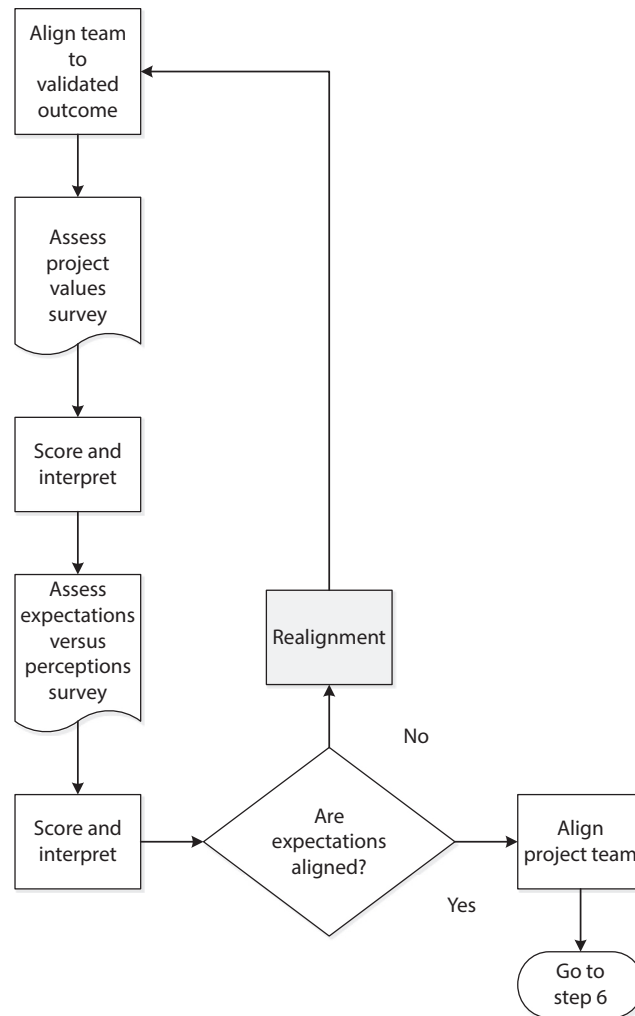 Align team
to
validated
outcome
Assess
project
values
survey
Score and
interpret
Assess
expectations
versus
perceptions
survey
Realignment
No
Score and
interpret
Are
expectations
aligned?
Align
project team
Yes
Go to
step 6